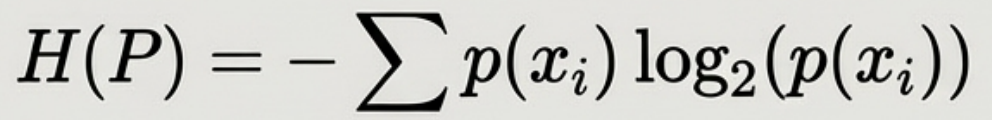 H(P) = − ∑ p(xᵢ) log₂(p(xᵢ))